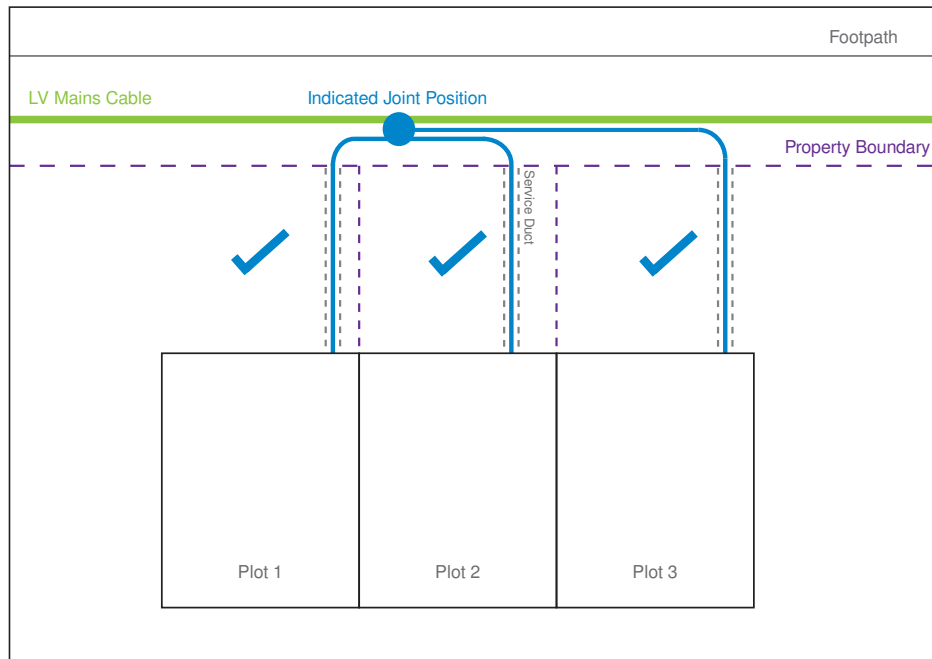 Footpath
LV Mains Cable
Indicated Joint Position
Property Boundary
Service Duct
Plot 1
Plot 2
Plot 3